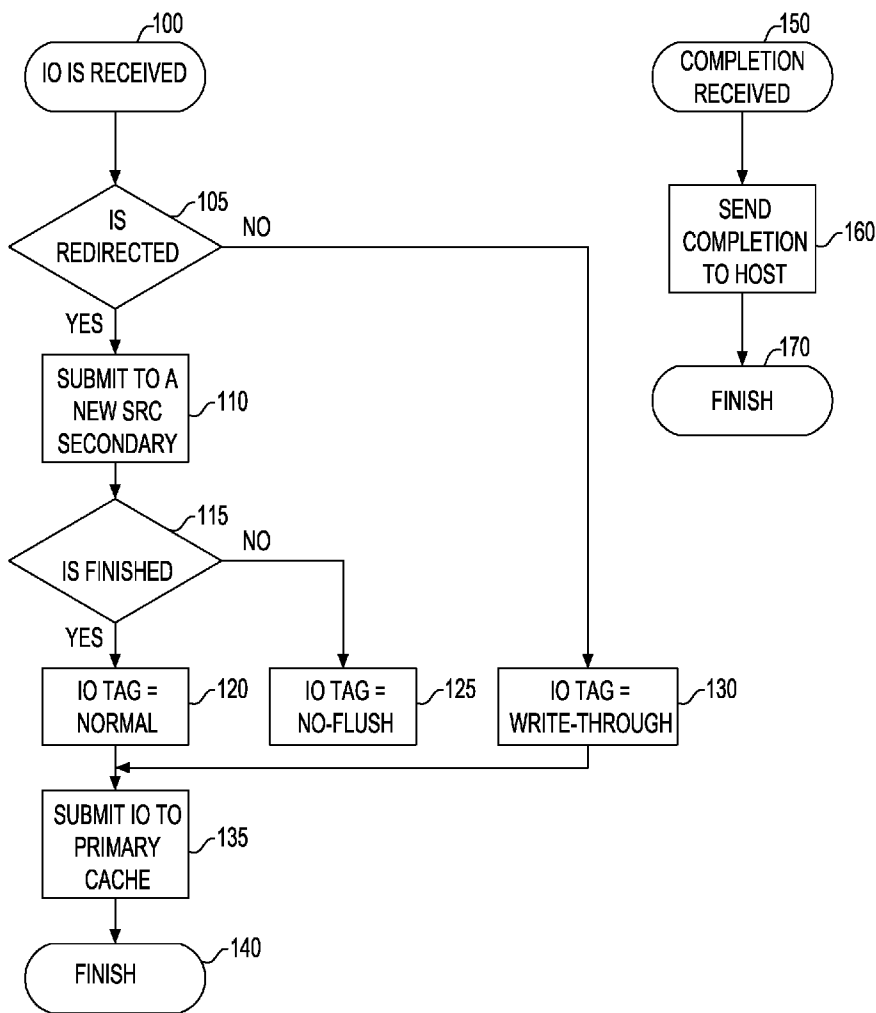 100
IO IS RECEIVED
105
IS
REDIRECTED
NO
YES
SUBMIT TO A
NEW SRC
SECONDARY
110
115
IS FINISHED
NO
YES
IO TAG =
NORMAL
120
IO TAG =
NO-FLUSH
125
IO TAG =
WRITE-THROUGH
130
SUBMIT IO TO
PRIMARY
CACHE
135
FINISH
140
150
COMPLETION
RECEIVED
SEND
COMPLETION
TO HOST
160
170
FINISH